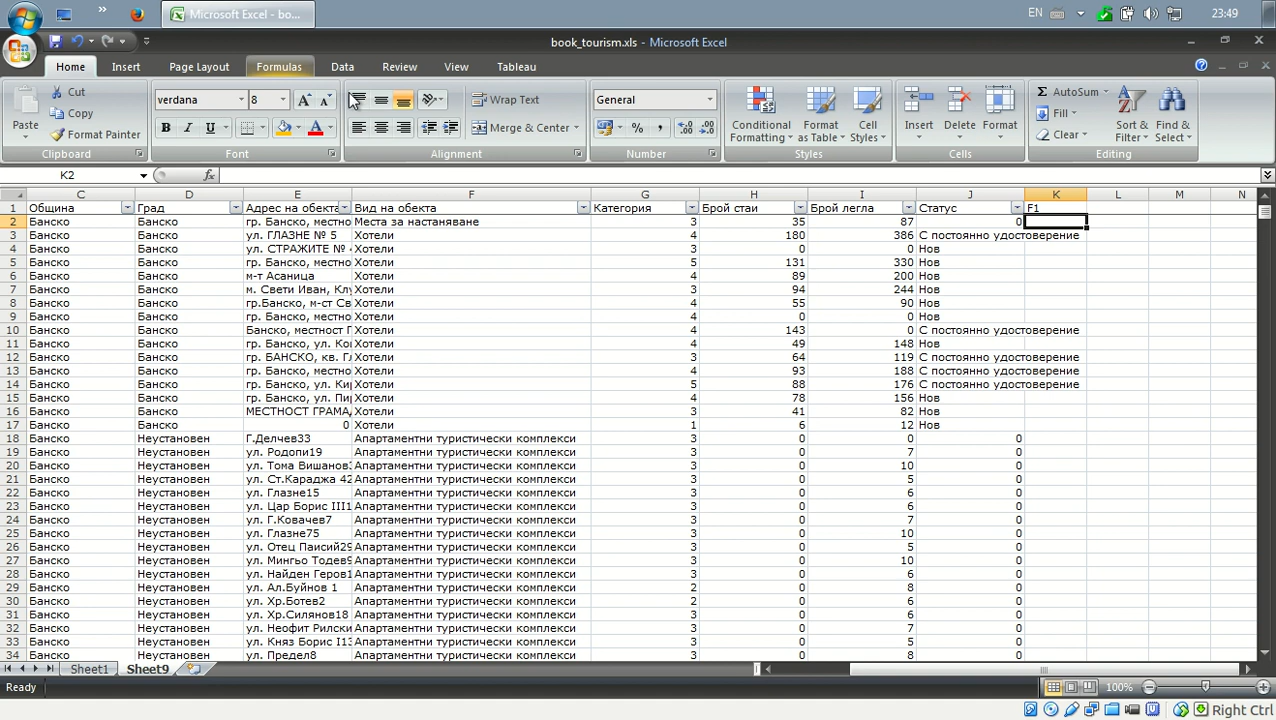 Microsoft Excel - bo...
EN
23:49
book_tourism.xls - Microsoft Excel
Home Insert Page Layout Formulas Data Review View Tableau
Paste
Cut
Copy
Format Painter
Clipboard
verdana 8
B I U
Font
Wrap Text
Merge & Center
Alignment
General
% ,
Number
Conditional Formatting
Format as Table
Cell Styles
Styles
Insert
Delete
Format
Cells
AutoSum
Fill
Clear
Sort & Filter
Find & Select
Editing
K2 fx
C D E F G H I J K L M N
1 Община Град Адрес на обекта Вид на обекта Категория Брой стаи Брой легла Статус F1
2 Банско Банско гр. Банско, местно Места за настаняване 3 35 87 0
3 Банско Банско ул. ГЛАЗНЕ № 5 Хотели 4 180 386 С постоянно удостоверение
4 Банско Банско ул. СТРАЖИТЕ № Хотели 3 0 0 Нов
5 Банско Банско гр. Банско, местно Хотели 5 131 330 Нов
6 Банско Банско м-т Асаница Хотели 4 89 200 Нов
7 Банско Банско м. Свети Иван, Клу Хотели 3 94 244 Нов
8 Банско Банско гр.Банско, м-ст Св Хотели 4 55 90 Нов
9 Банско Банско гр. Банско, местно Хотели 4 0 0 Нов
10 Банско Банско Банско, местност Г Хотели 4 143 0 С постоянно удостоверение
11 Банско Банско гр. Банско, ул. Ко Хотели 4 49 148 Нов
12 Банско Банско гр. БАНСКО, кв. Гл Хотели 3 64 119 С постоянно удостоверение
13 Банско Банско гр. Банско, местно Хотели 4 93 188 С постоянно удостоверение
14 Банско Банско гр. Банско, ул. Ки Хотели 5 88 176 С постоянно удостоверение
15 Банско Банско гр. Банско, ул. Пи Хотели 4 78 156 Нов
16 Банско Банско МЕСТНОСТ ГРАМА Хотели 3 41 82 Нов
17 Банско Банско 0 Хотели 1 6 12 Нов
18 Банско Неустановен Г.Делчев33 Апартаментни туристически комплекси 3 0 0 0
19 Банско Неустановен ул. Родопи19 Апартаментни туристически комплекси 3 0 7 0
20 Банско Неустановен ул. Тома Вишанов Апартаментни туристически комплекси 3 0 10 0
21 Банско Неустановен ул. Ст.Караджа 42 Апартаментни туристически комплекси 3 0 5 0
22 Банско Неустановен ул. Глазне15 Апартаментни туристически комплекси 3 0 6 0
23 Банско Неустановен ул. Цар Борис III1 Апартаментни туристически комплекси 3 0 6 0
24 Банско Неустановен ул. Г.Ковачев7 Апартаментни туристически комплекси 3 0 7 0
25 Банско Неустановен ул. Глазне75 Апартаментни туристически комплекси 3 0 10 0
26 Банско Неустановен ул. Отец Паисий29 Апартаментни туристически комплекси 3 0 5 0
27 Банско Неустановен ул. Мингьо Тодев9 Апартаментни туристически комплекси 3 0 10 0
28 Банско Неустановен ул. Найден Геров1 Апартаментни туристически комплекси 3 0 6 0
29 Банско Неустановен ул. Ал.Буйнов 1 Апартаментни туристически комплекси 2 0 8 0
30 Банско Неустановен ул. Хр.Ботев2 Апартаментни туристически комплекси 2 0 6 0
31 Банско Неустановен ул. Хр.Силянов18 Апартаментни туристически комплекси 3 0 6 0
32 Банско Неустановен ул. Неофит Рилски Апартаментни туристически комплекси 3 0 7 0
33 Банско Неустановен ул. Княз Борис I13 Апартаментни туристически комплекси 3 0 5 0
34 Банско Неустановен ул. Предел8 Апартаментни туристически комплекси 3 0 8 0
Sheet1 Sheet9
Ready
100%
Right Ctrl